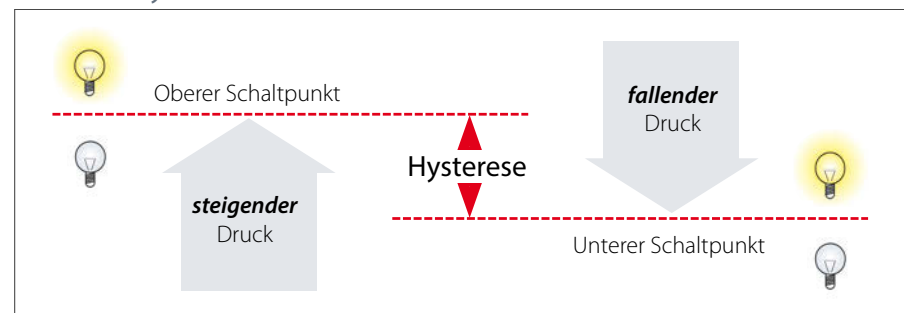 Oberer Schaltpunkt
fallender
Druck
Hysterese
steigender
Druck
Unterer Schaltpunkt